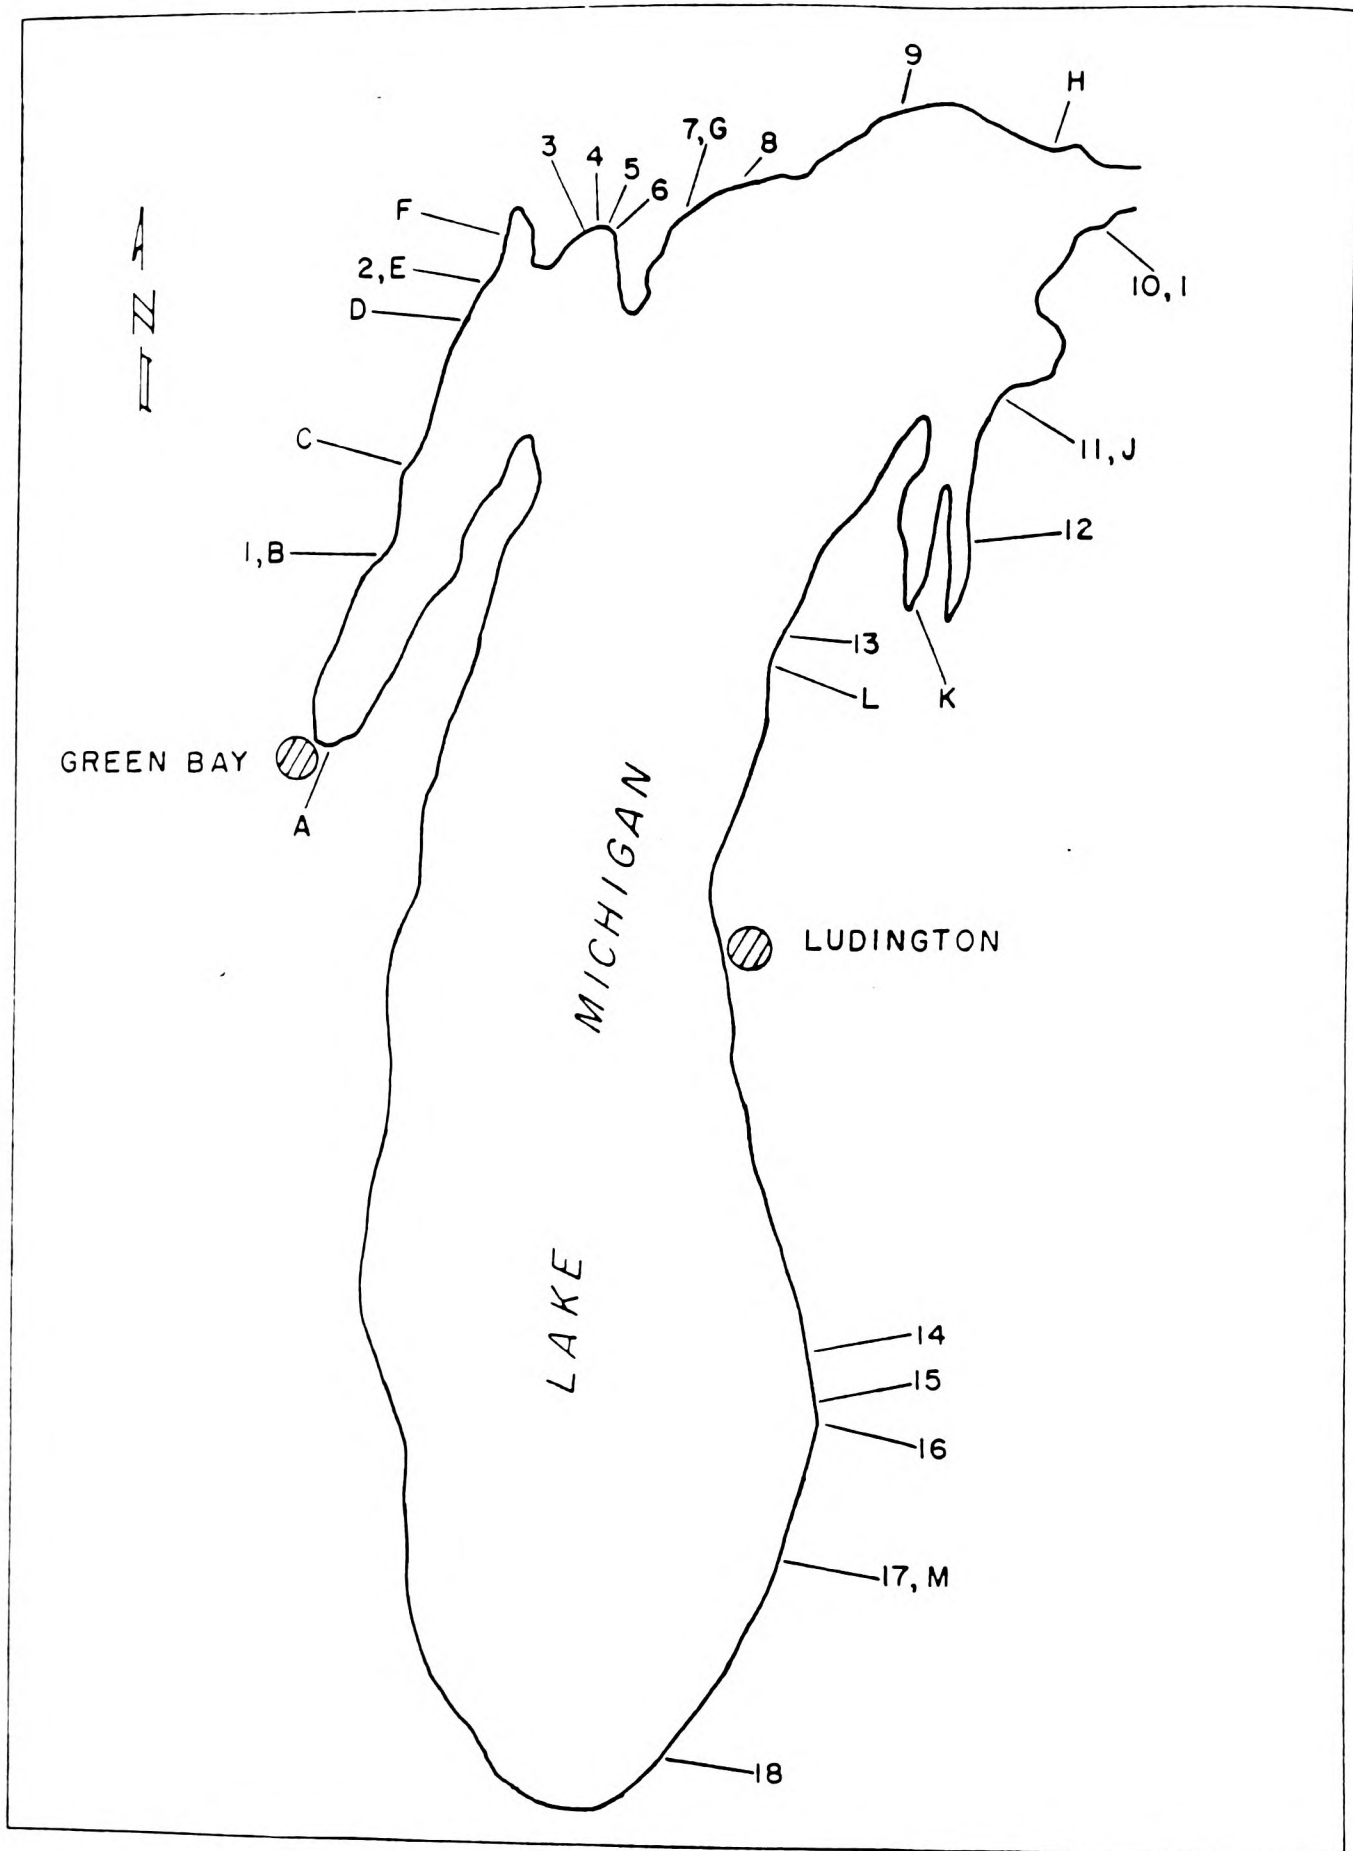 9
H
7, G
3
4
5
8
6
F
N
2, E
10, I
D
C
11, J
1, B
12
13
L
K
GREEN BAY
A
MICHIGAN
LUDINGTON
LAKE
14
15
16
17, M
18